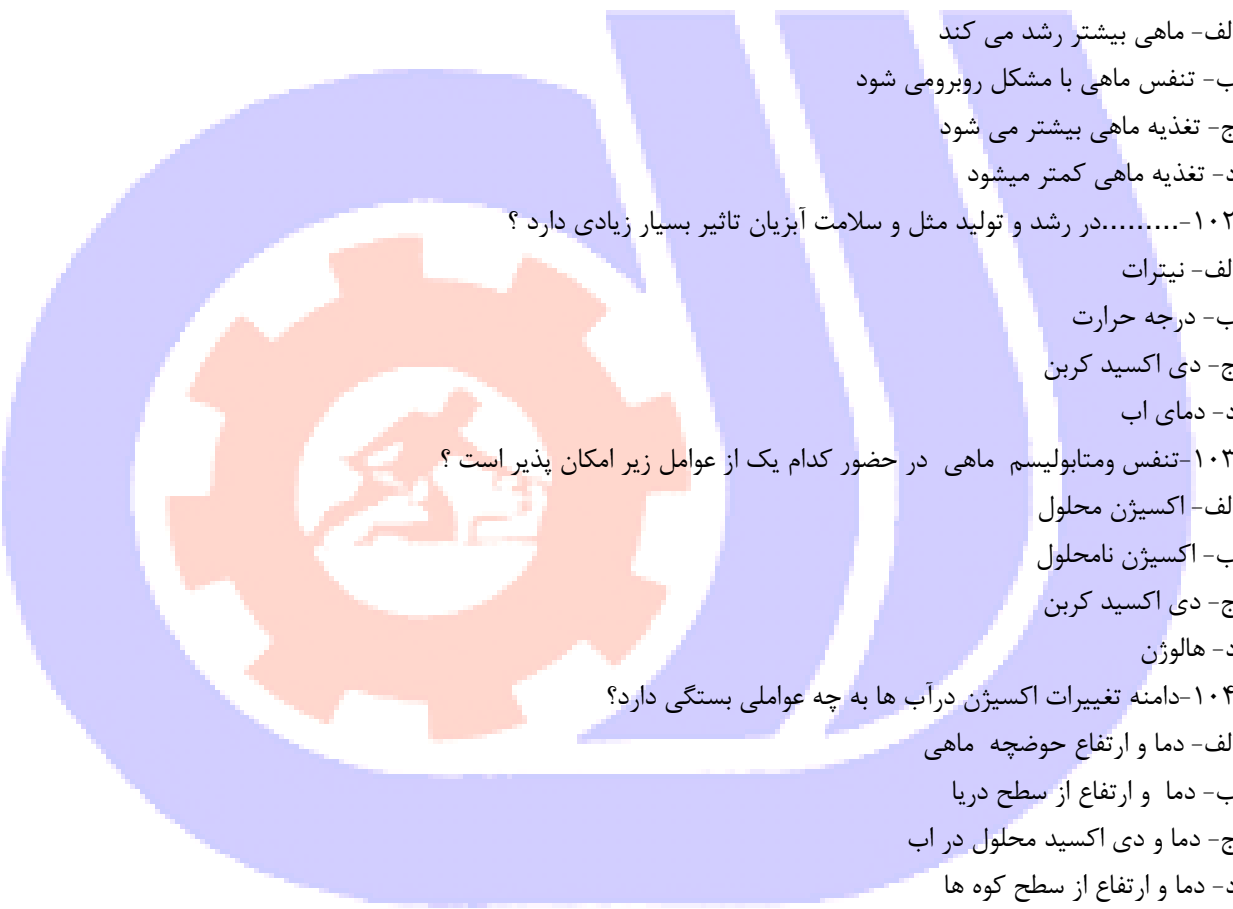 لف- ماهی بیشتر رشد می کند
ب- تنفس ماهی با مشکل روبرومی شود
ج- تغذیه ماهی بیشتر می شود
د- تغذیه ماهی کمتر میشود
۱۰۲-.........در رشد و تولید مثل و سلامت آبزیان تاثیر بسیار زیادی دارد ؟
لف- نیترات
ب- درجه حرارت
ج- دی اکسید کربن
د- دمای اب
۱۰۳-تنفس ومتابولیسم ماهی در حضور کدام یک از عوامل زیر امکان پذیر است ؟
لف- اکسیژن محلول
ب- اکسیژن نامحلول
ج- دی اکسید کربن
د- هالوژن
۱۰۴-دامنه تغییرات اکسیژن درآب ها به چه عواملی بستگی دارد؟
لف- دما و ارتفاع حوضچه ماهی
ب- دما و ارتفاع از سطح دریا
ج- دما و دی اکسید محلول در اب
د- دما و ارتفاع از سطح کوه ها